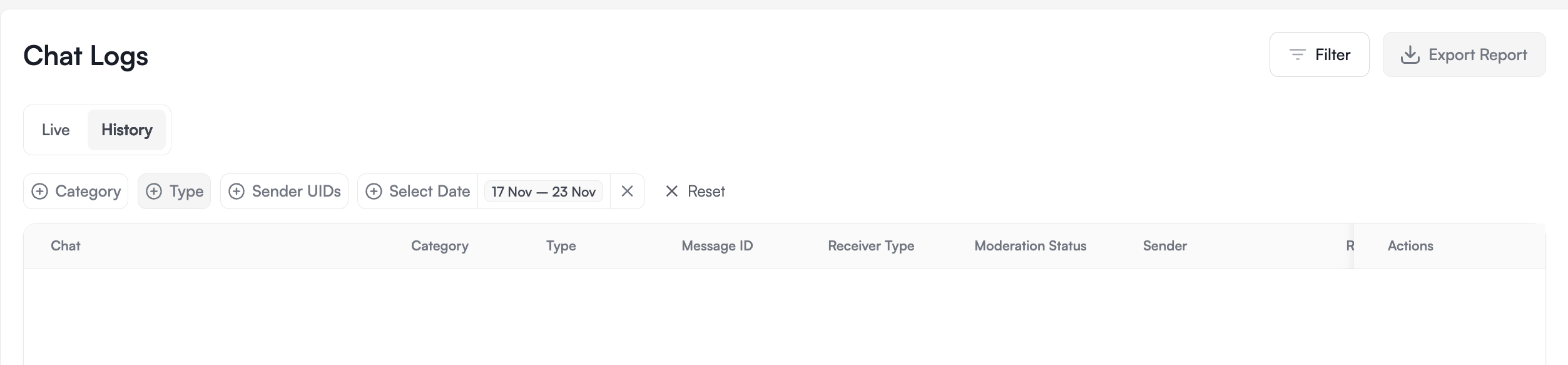 Chat Logs
Filter
Export Report
Live
History
Category
Type
Sender UIDs
Select Date
17 Nov — 23 Nov
Reset
Chat
Category
Type
Message ID
Receiver Type
Moderation Status
Sender
R
Actions